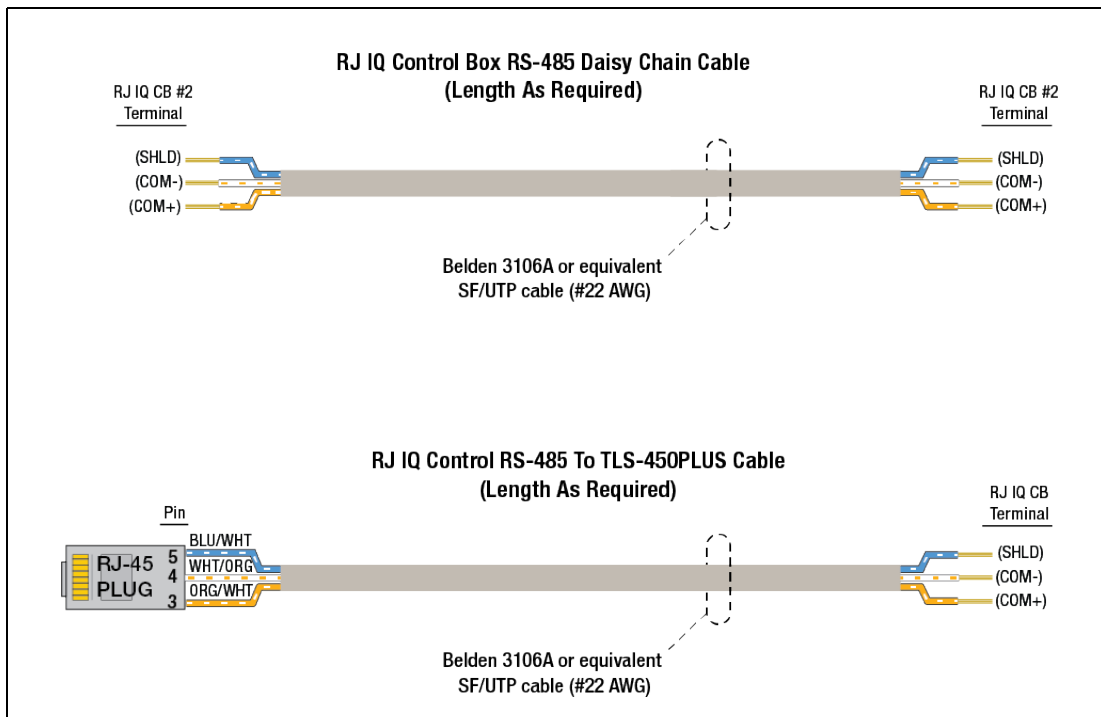 RJ IQ Control Box RS-485 Daisy Chain Cable
(Length As Required)
RJ IQ CB #2
Terminal
RJ IQ CB #2
Terminal
(SHLD)
(COM-)
(COM+)
(SHLD)
(COM-)
(COM+)
Belden 3106A or equivalent
SF/UTP cable (#22 AWG)
RJ IQ Control RS-485 To TLS-450PLUS Cable
(Length As Required)
Pin
RJ IQ CB
Terminal
RJ-45
PLUG
5
4
3
BLU/WHT
WHT/ORG
ORG/WHT
(SHLD)
(COM-)
(COM+)
Belden 3106A or equivalent
SF/UTP cable (#22 AWG)